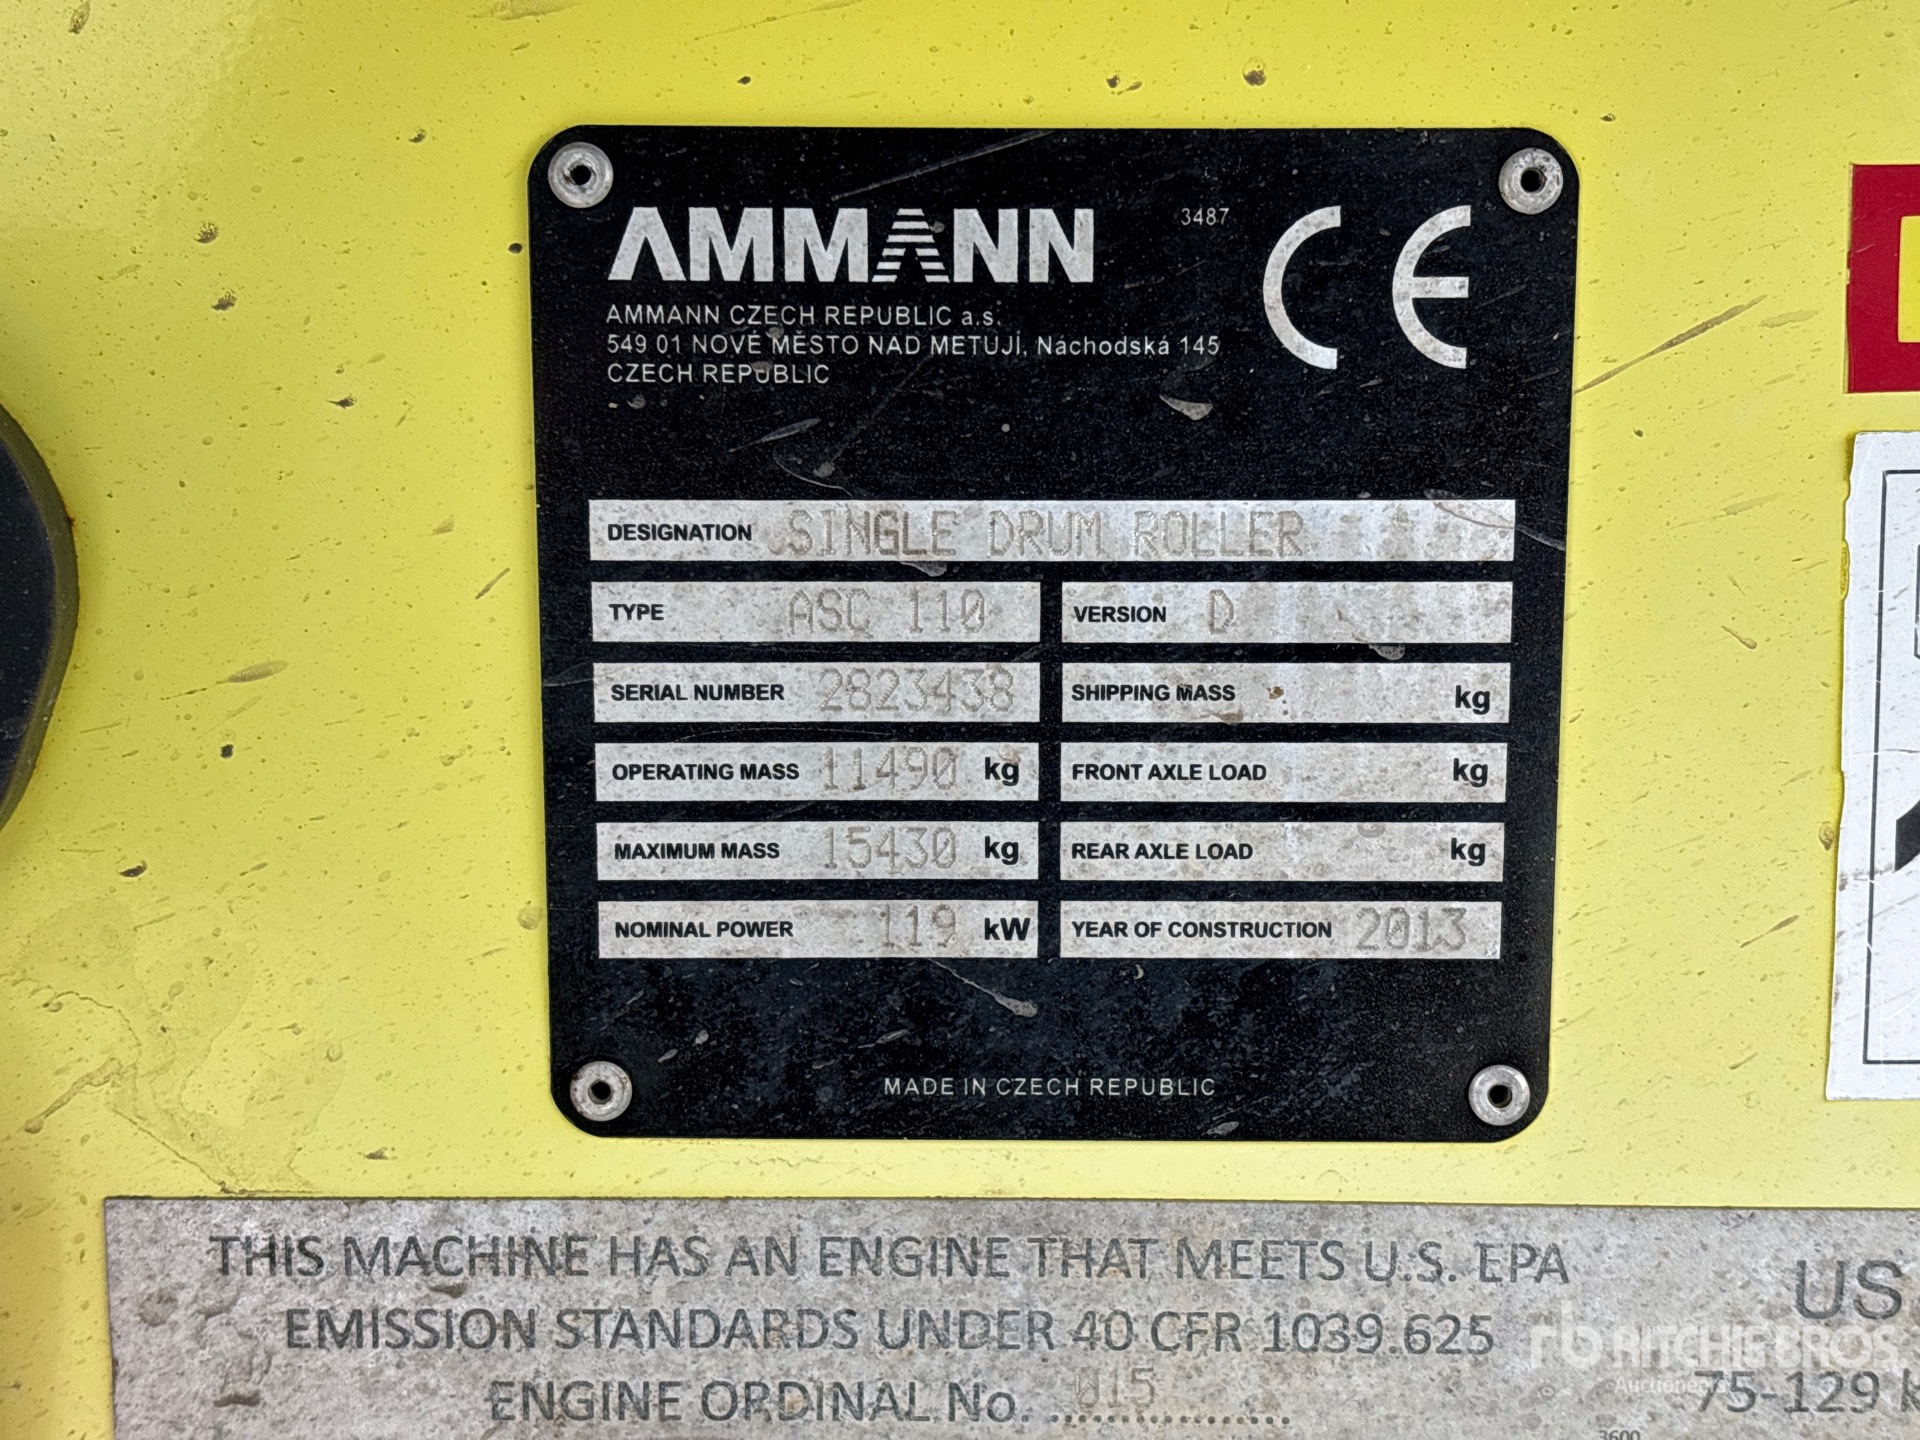 AMMANN
3487
CE
AMMANN CZECH REPUBLIC a.s.
549 01 NOVÉ MĚSTO NAD METUJÍ, Náchodská 145
CZECH REPUBLIC
DESIGNATION SINGLE DRUM ROLLER
TYPE ASC 110 VERSION D
SERIAL NUMBER 2823438 SHIPPING MASS kg
OPERATING MASS 11490 kg FRONT AXLE LOAD kg
MAXIMUM MASS 15430 kg REAR AXLE LOAD kg
NOMINAL POWER 119 kW YEAR OF CONSTRUCTION 2013
MADE IN CZECH REPUBLIC
THIS MACHINE HAS AN ENGINE THAT MEETS U.S. EPA
EMISSION STANDARDS UNDER 40 CFR 1039.625
ENGINE ORDINAL No. 015
US
75-129 k
3600
rb RITCHIE BROS
Auctioneers